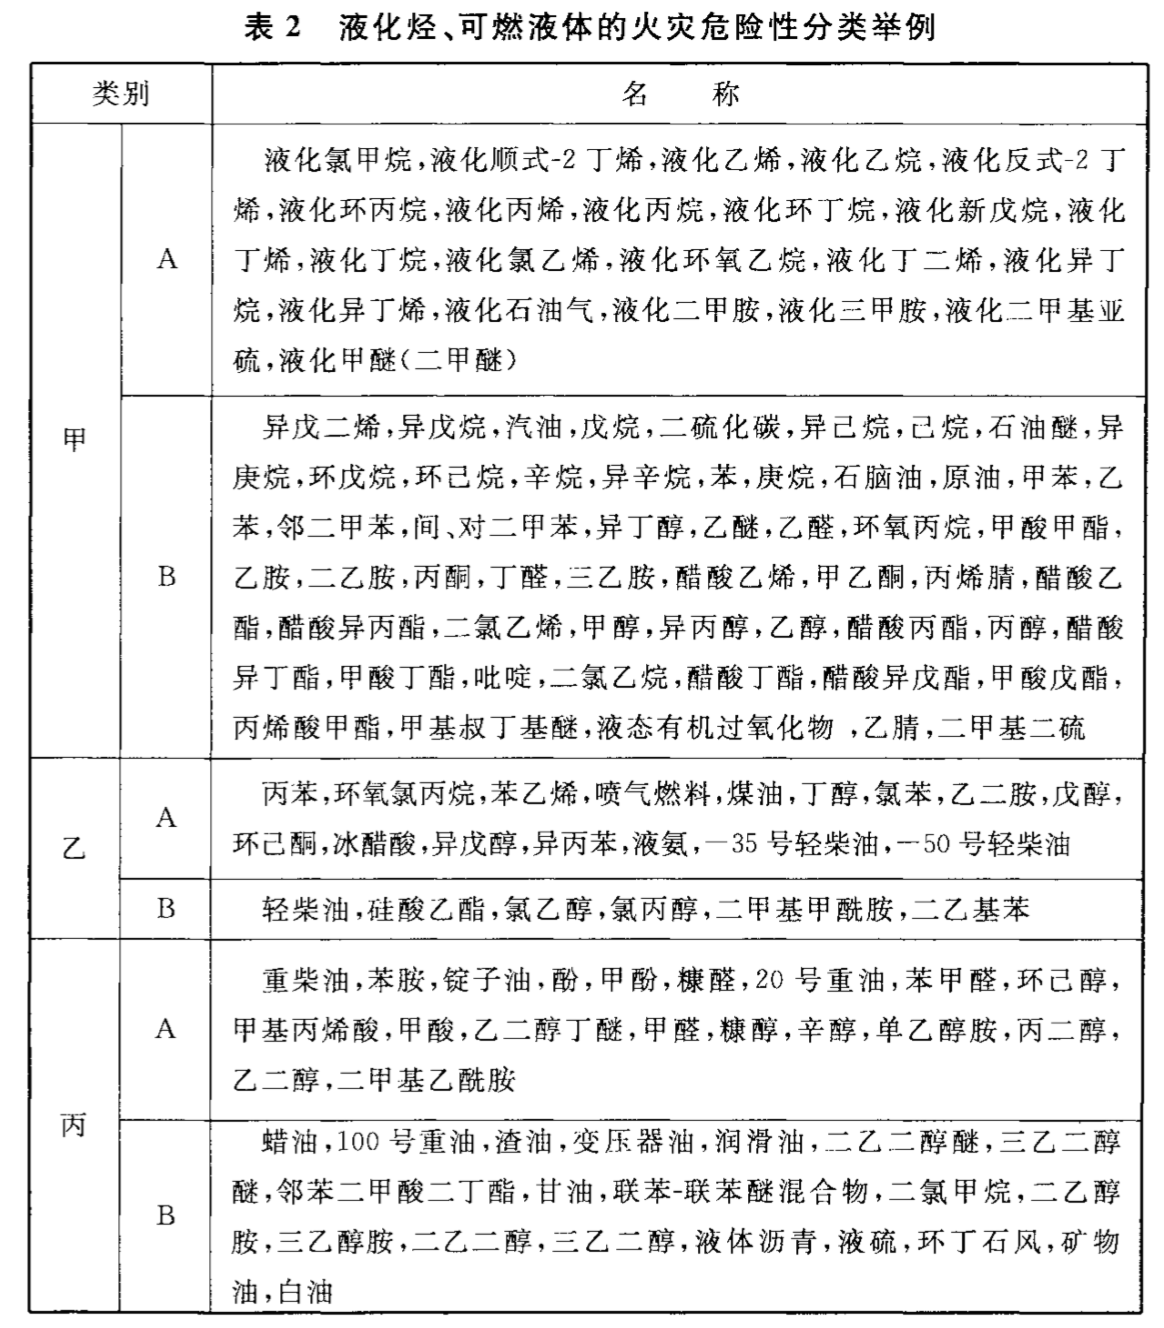 表 2 液化烃、可燃液体的火灾危险性分类举例
类别
名 称
甲
A
液化氯甲烷,液化顺式-2 丁烯,液化乙烯,液化乙烷,液化反式-2 丁
烯,液化环丙烷,液化丙烯,液化丙烷,液化环丁烷,液化新戊烷,液化
丁烯,液化丁烷,液化氯乙烯,液化环氧乙烷,液化丁二烯,液化异丁
烷,液化异丁烯,液化石油气,液化二甲胺,液化三甲胺,液化二甲基亚
硫,液化甲醚(二甲醚)
B
异戊二烯,异戊烷,汽油,戊烷,二硫化碳,异己烷,己烷,石油醚,异
庚烷,环戊烷,环己烷,辛烷,异辛烷,苯,庚烷,石脑油,原油,甲苯,乙
苯,邻二甲苯,间、对二甲苯,异丁醇,乙醚,乙醛,环氧丙烷,甲酸甲酯,
乙胺,二乙胺,丙酮,丁醛,三乙胺,醋酸乙烯,甲乙酮,丙烯腈,醋酸乙
酯,醋酸异丙酯,二氯乙烯,甲醇,异丙醇,乙醇,醋酸丙酯,丙醇,醋酸
异丁酯,甲酸丁酯,吡啶,二氯乙烷,醋酸丁酯,醋酸异戊酯,甲酸戊酯,
丙烯酸甲酯,甲基叔丁基醚,液态有机过氧化物 ,乙腈,二甲基二硫
乙
A
丙苯,环氧氯丙烷,苯乙烯,喷气燃料,煤油,丁醇,氯苯,乙二胺,戊醇,
环己酮,冰醋酸,异戊醇,异丙苯,液氨,-35 号轻柴油,-50 号轻柴油
B
轻柴油,硅酸乙酯,氯乙醇,氯丙醇,二甲基甲酰胺,二乙基苯
丙
A
重柴油,苯胺,锭子油,酚,甲酚,糠醛,20 号重油,苯甲醛,环己醇,
甲基丙烯酸,甲酸,乙二醇丁醚,甲醛,糠醇,辛醇,单乙醇胺,丙二醇,
乙二醇,二甲基乙酰胺
B
蜡油,100 号重油,渣油,变压器油,润滑油,二乙二醇醚,三乙二醇
醚,邻苯二甲酸二丁酯,甘油,联苯-联苯醚混合物,二氯甲烷,二乙醇
胺,三乙醇胺,二乙二醇,三乙二醇,液体沥青,液硫,环丁石风,矿物
油,白油